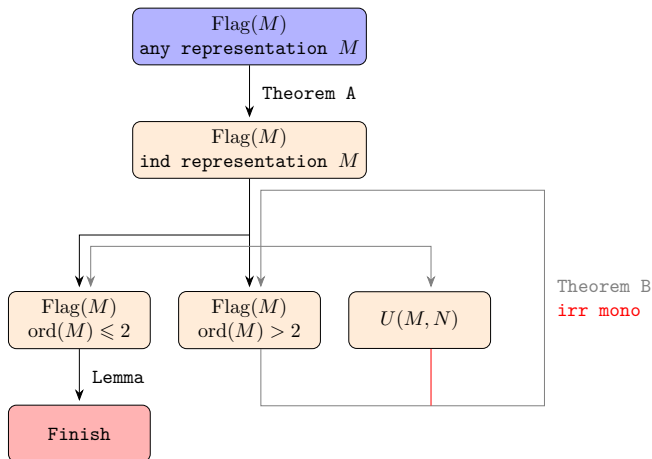 Flag(M)
any representation M
Theorem A
Flag(M)
ind representation M
Theorem B
irr mono
Flag(M)
ord(M) ⩽ 2
Flag(M)
ord(M) > 2
U(M, N)
Lemma
Finish